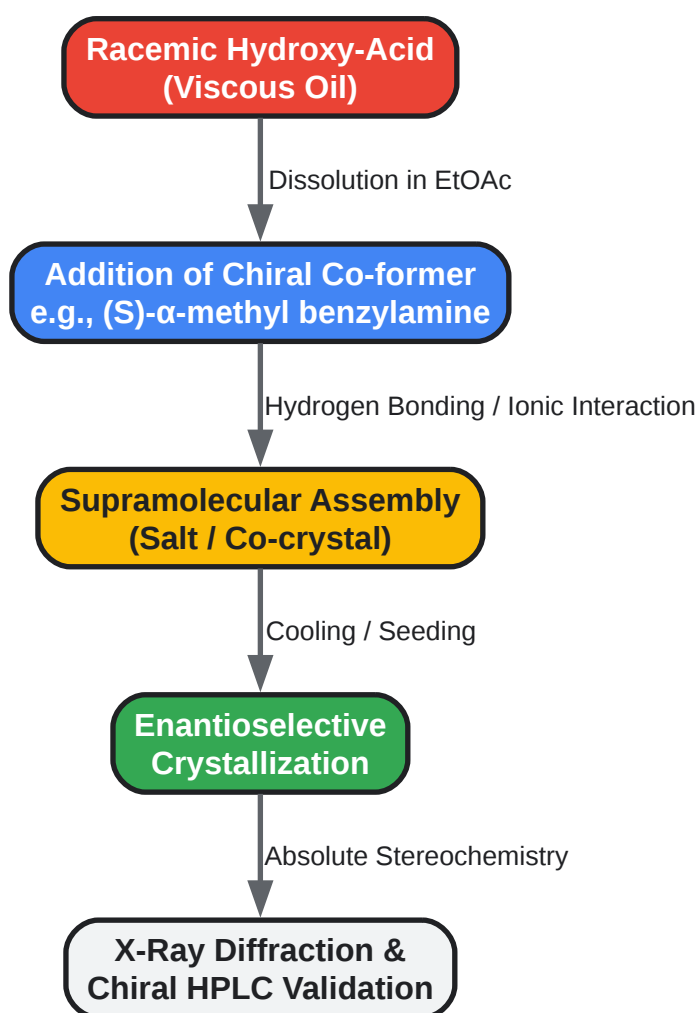 Racemic Hydroxy-Acid
(Viscous Oil)
Dissolution in EtOAc
Addition of Chiral Co-former
e.g., (S)-α-methyl benzylamine
Hydrogen Bonding / Ionic Interaction
Supramolecular Assembly
(Salt / Co-crystal)
Cooling / Seeding
Enantioselective
Crystallization
Absolute Stereochemistry
X-Ray Diffraction &
Chiral HPLC Validation